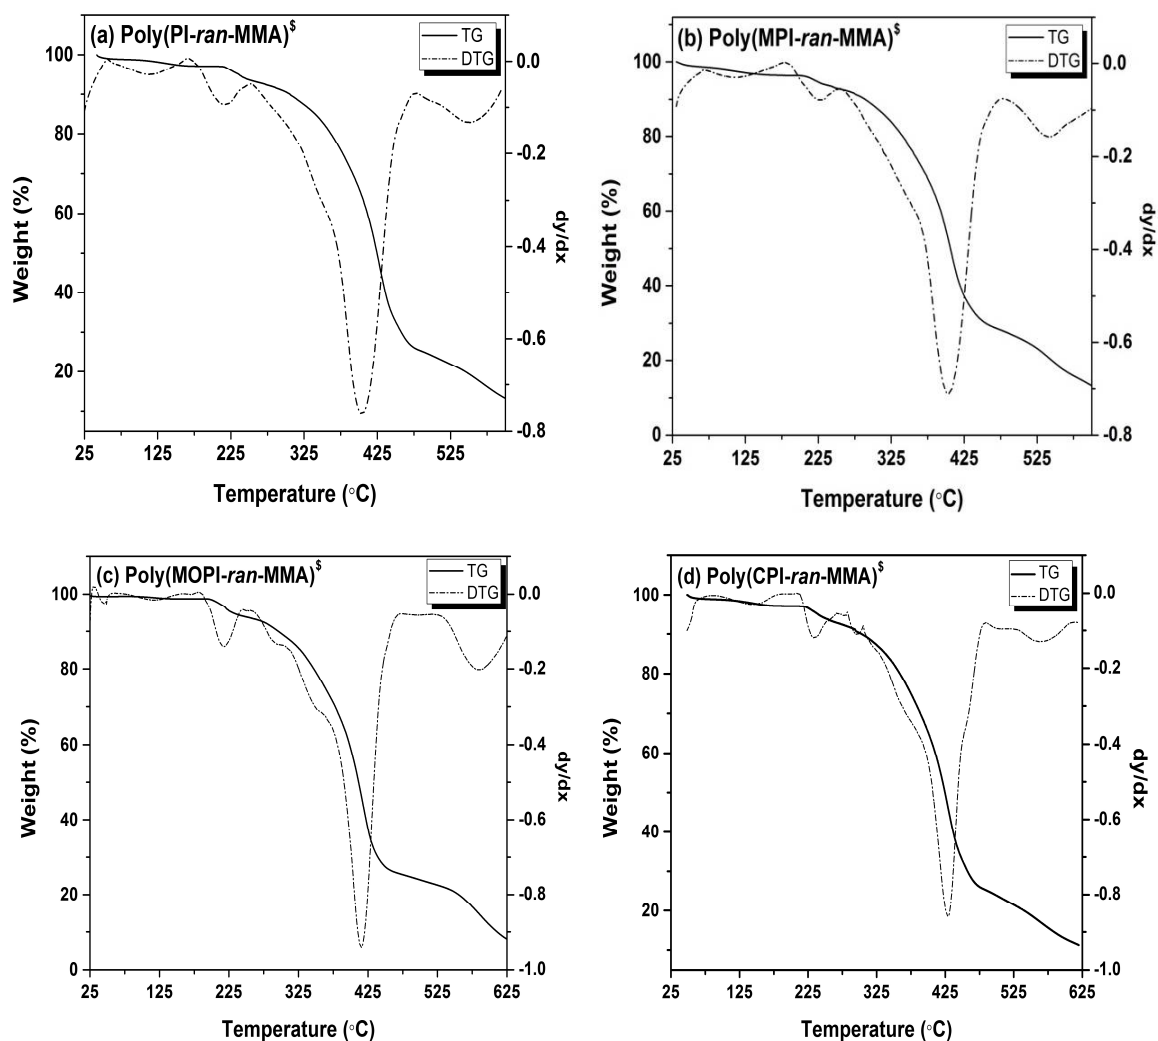 (a) Poly(PI-ran-MMA)$
TG
DTG
100
80
60
40
20
0.0
-0.2
-0.4
-0.6
-0.8
Weight (%)
dy/dx
25 125 225 325 425 525
Temperature (°C)
(b) Poly(MPI-ran-MMA)$
TG
DTG
100
80
60
40
20
0
0.0
-0.2
-0.4
-0.6
-0.8
Weight (%)
dy/dx
25 125 225 325 425 525
Temperature (°C)
(c) Poly(MOPI-ran-MMA)$
TG
DTG
100
80
60
40
20
0
0.0
-0.2
-0.4
-0.6
-0.8
-1.0
Weight (%)
dy/dx
25 125 225 325 425 525 625
Temperature (°C)
(d) Poly(CPI-ran-MMA)$
TG
DTG
100
80
60
40
20
0.0
-0.2
-0.4
-0.6
-0.8
-1.0
Weight (%)
dy/dx
25 125 225 325 425 525 625
Temperature (°C)